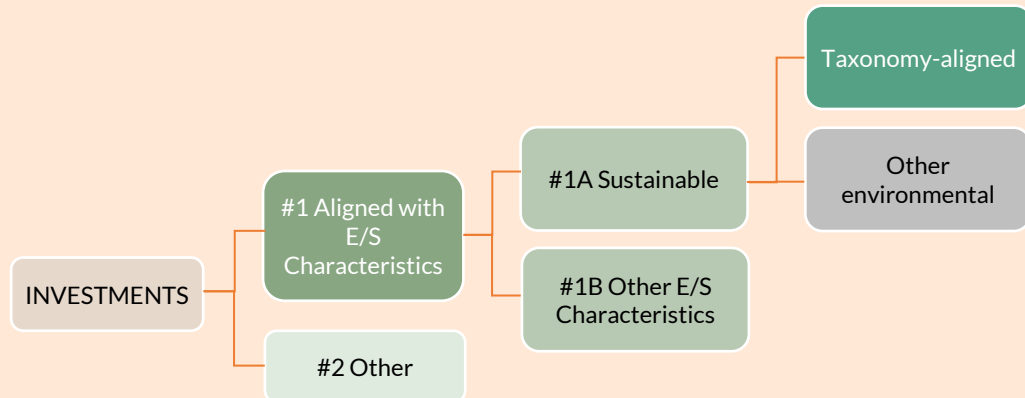 Taxonomy-aligned
Other
environmental
#1A Sustainable
#1 Aligned with
E/S
Characteristics
#1B Other E/S
Characteristics
INVESTMENTS
#2 Other